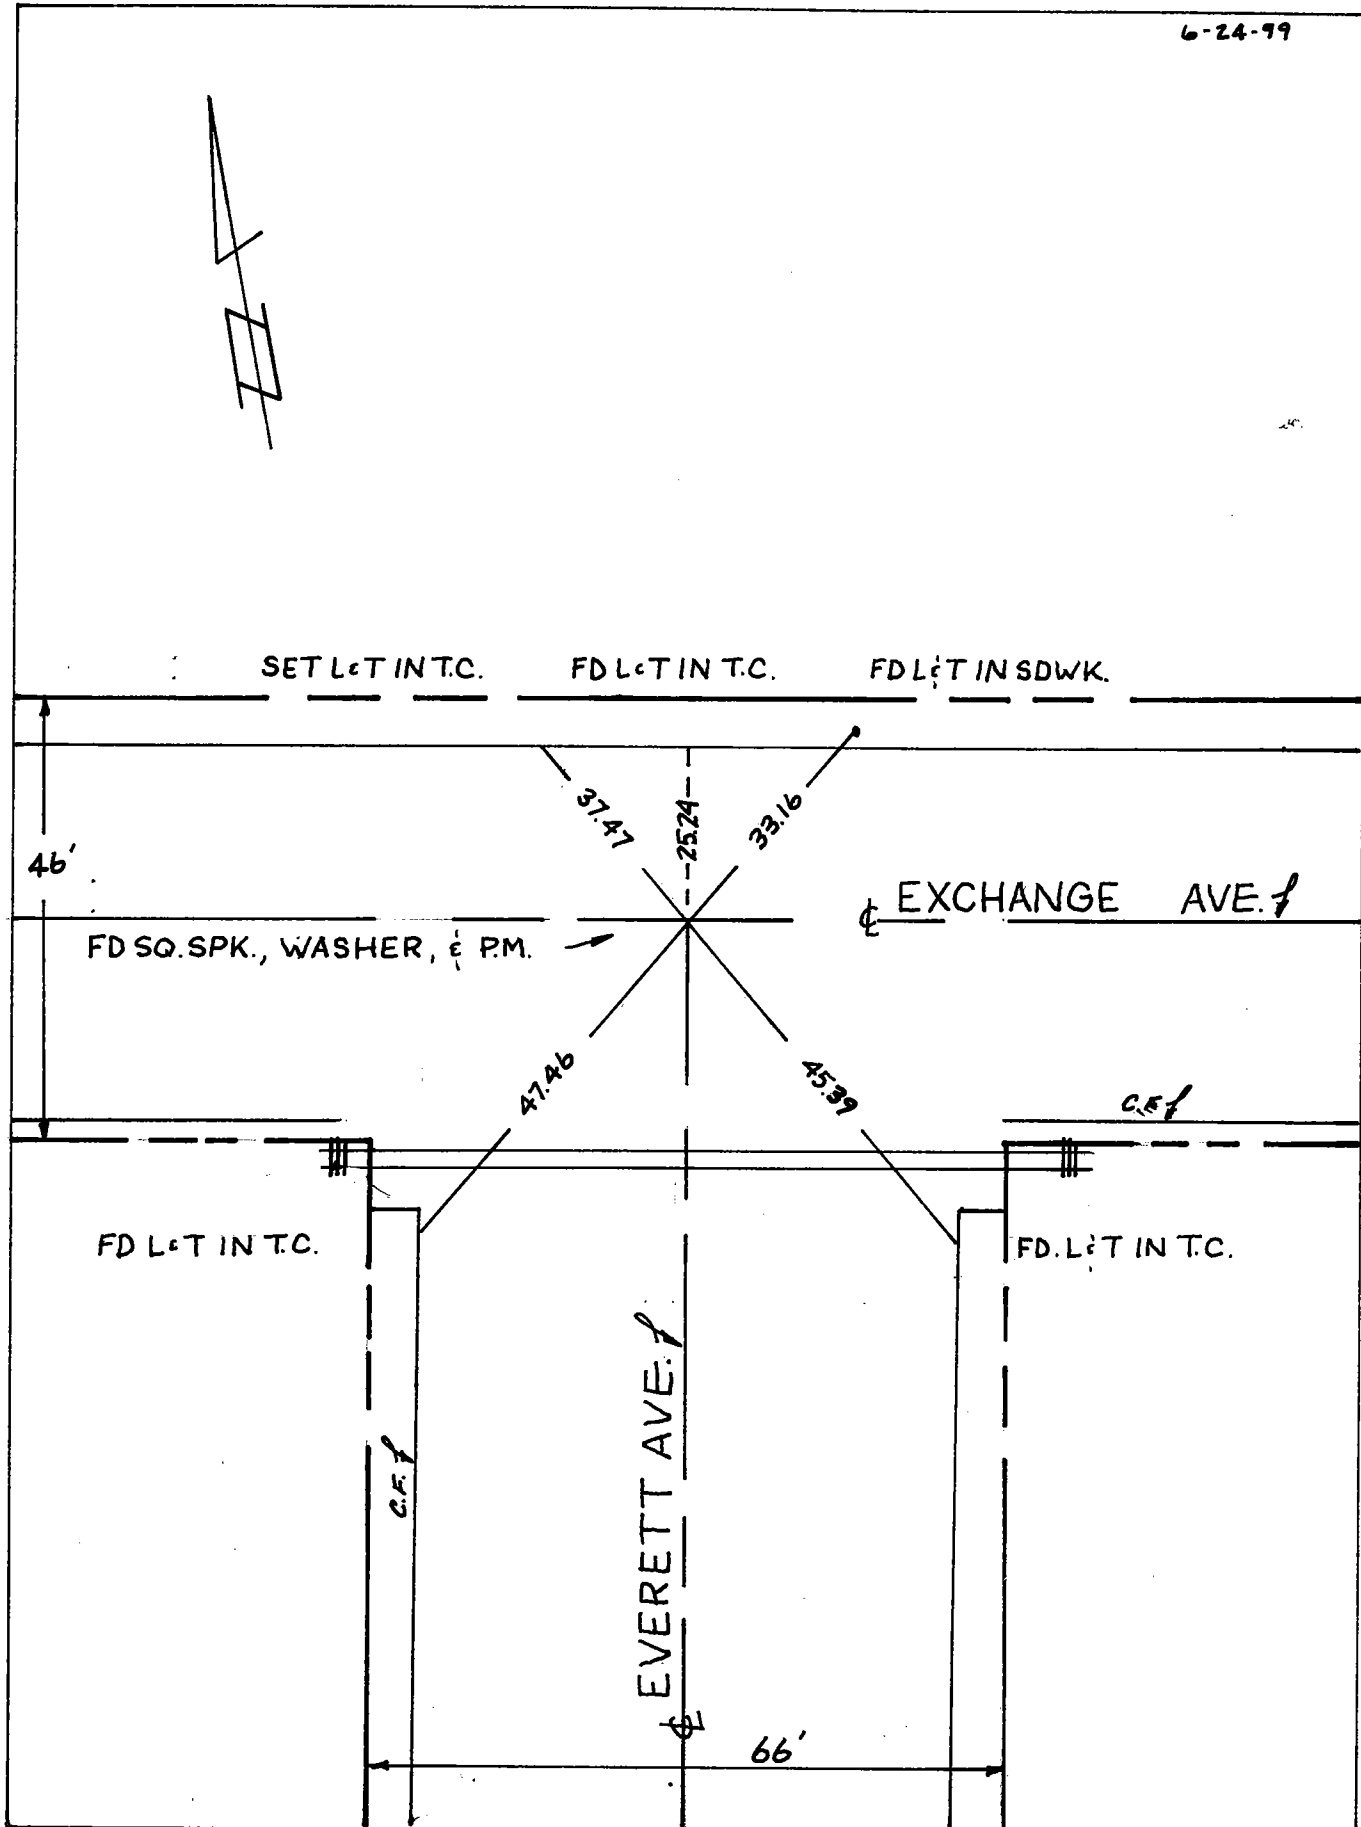 6-24-99
SET L&T IN T.C.
FD L&T IN T.C.
FD L&T IN SDWK.
37.47
25.24
33.16
46'
℄ EXCHANGE AVE.
FD SQ. SPK., WASHER, & P.M.
47.46
45.39
C.F.
FD L&T IN T.C.
FD. L&T IN T.C.
C.F.
℄ EVERETT AVE.
66'